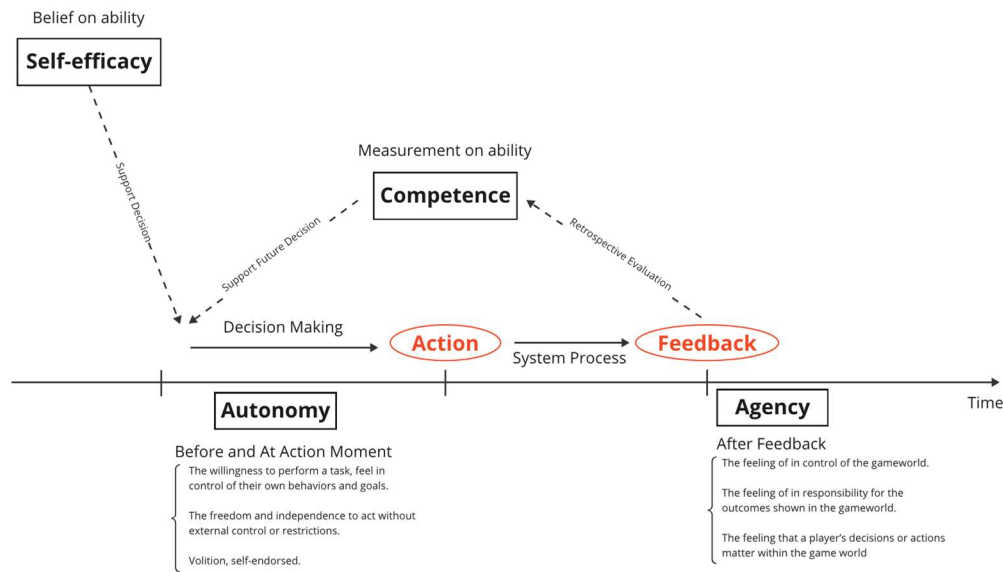 Belief on ability
Self-efficacy
Support Decision
Measurement on ability
Competence
Support Future Decision
Retrospective Evaluation
Decision Making
Action
System Process
Feedback
Time
Autonomy
Before and At Action Moment
The willingness to perform a task, feel in
control of their own behaviors and goals.
The freedom and independence to act without
external control or restrictions.
Volition, self-endorsed.
Agency
After Feedback
The feeling of in control of the gameworld.
The feeling of in responsibility for the
outcomes shown in the gameworld.
The feeling that a player's decisions or actions
matter within the game world